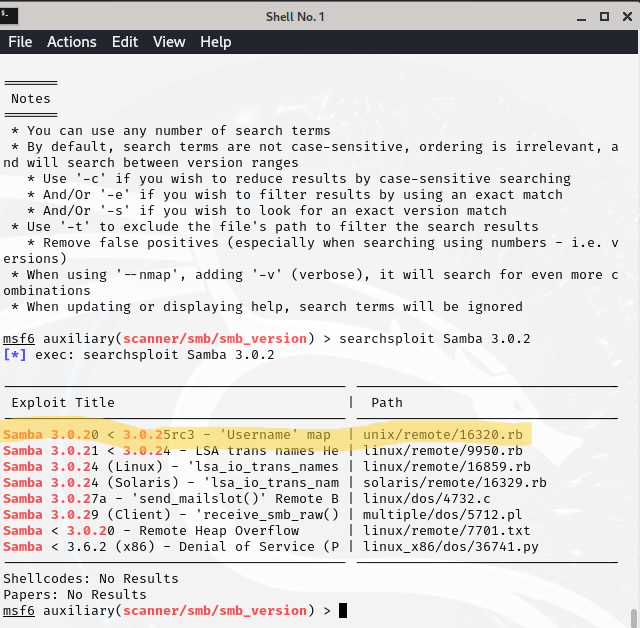 Shell No. 1
File Actions Edit View Help
Notes
* You can use any number of search terms
* By default, search terms are not case-sensitive, ordering is irrelevant, a
nd will search between version ranges
* Use '-c' if you wish to reduce results by case-sensitive searching
* And/Or '-e' if you wish to filter results by using an exact match
* And/Or '-s' if you wish to look for an exact version match
* Use '-t' to exclude the file's path to filter the search results
* Remove false positives (especially when searching using numbers - i.e. v
ersions)
* When using '--nmap', adding '-v' (verbose), it will search for even more c
ombinations
* When updating or displaying help, search terms will be ignored
msf6 auxiliary(scanner/smb/smb_version) > searchsploit Samba 3.0.2
[*] exec: searchsploit Samba 3.0.2
Exploit Title | Path
Samba 3.0.20 < 3.0.25rc3 - 'Username' map | unix/remote/16320.rb
Samba 3.0.21 < 3.0.24 - LSA trans names He | linux/remote/9950.rb
Samba 3.0.24 (Linux) - 'lsa_io_trans_names | linux/remote/16859.rb
Samba 3.0.24 (Solaris) - 'lsa_io_trans_nam | solaris/remote/16329.rb
Samba 3.0.27a - 'send_mailslot()' Remote B | linux/dos/4732.c
Samba 3.0.29 (Client) - 'receive_smb_raw() | multiple/dos/5712.pl
Samba < 3.0.20 - Remote Heap Overflow | linux/remote/7701.txt
Samba < 3.6.2 (x86) - Denial of Service (P | linux_x86/dos/36741.py
Shellcodes: No Results
Papers: No Results
msf6 auxiliary(scanner/smb/smb_version) >